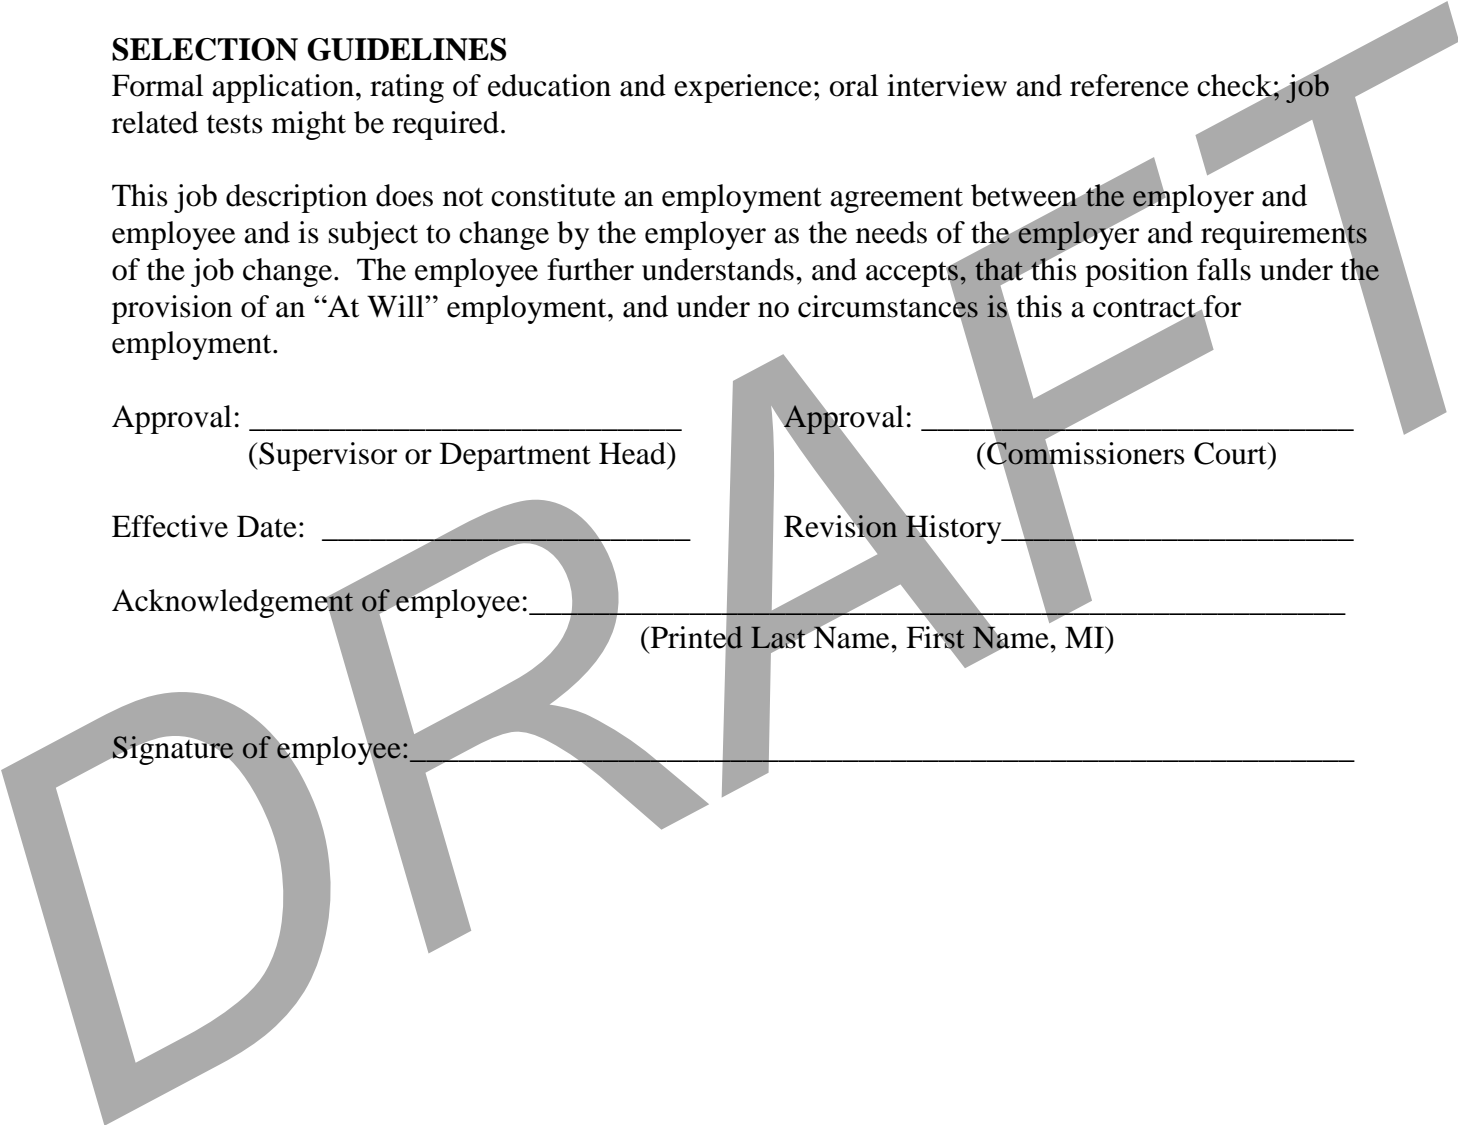 SELECTION GUIDELINES
Formal application, rating of education and experience; oral interview and reference check; job
related tests might be required.
This job description does not constitute an employment agreement between the employer and
employee and is subject to change by the employer as the needs of the employer and requirements
of the job change.  The employee further understands, and accepts, that this position falls under the
provision of an “At Will” employment, and under no circumstances is this a contract for
employment.
Approval: ___________________________ Approval: ___________________________
(Supervisor or Department Head) (Commissioners Court)
Effective Date: _______________________ Revision History______________________
Acknowledgement of employee:___________________________________________________
(Printed Last Name, First Name, MI)
Signature of employee:___________________________________________________________
DRAFT